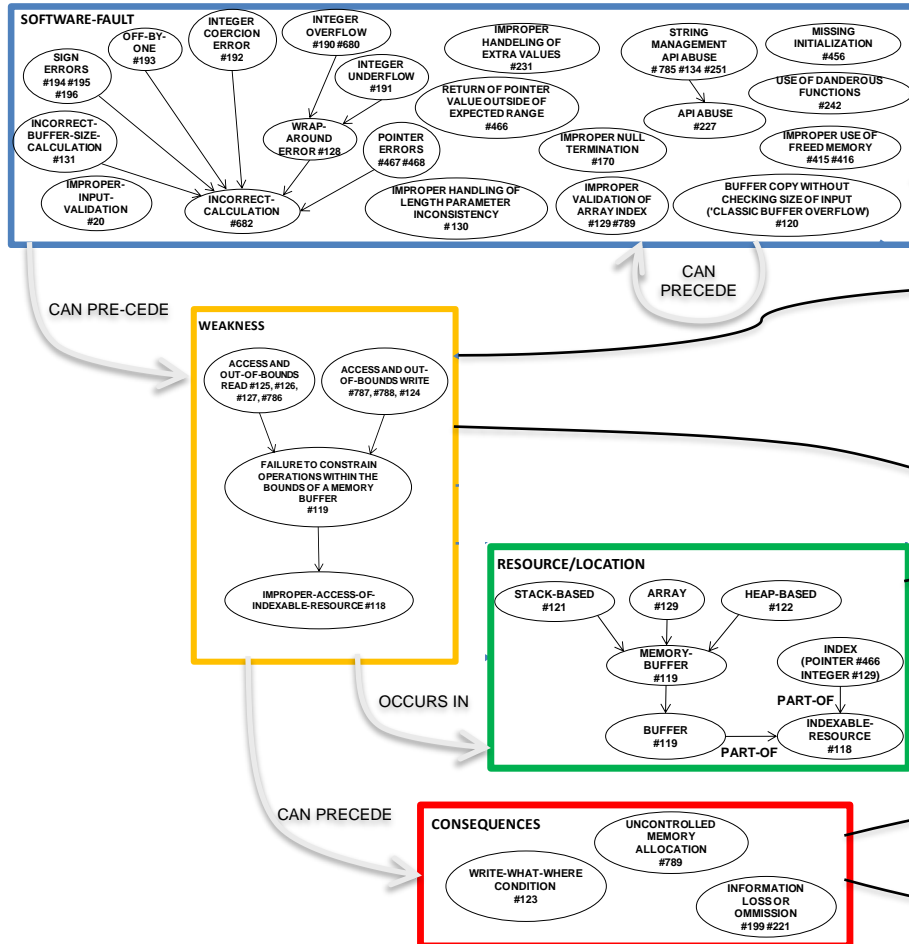 SOFTWARE-FAULT
SIGN
ERRORS
#194 #195
#196
OFF-BY-
ONE
#193
INTEGER
COERCION
ERROR
#192
INTEGER
OVERFLOW
#190 #680
INTEGER
UNDERFLOW
#191
IMPROPER
HANDELING OF
EXTRA VALUES
#231
STRING
MANAGEMENT
API ABUSE
# 785 #134 #251
MISSING
INITIALIZATION
#456
RETURN OF POINTER
VALUE OUTSIDE OF
EXPECTED RANGE
#466
USE OF DANDEROUS
FUNCTIONS
#242
API ABUSE
#227
INCORRECT-
BUFFER-SIZE-
CALCULATION
#131
WRAP-
AROUND
ERROR #128
POINTER
ERRORS
#467 #468
IMPROPER NULL
TERMINATION
#170
IMPROPER USE OF
FREED MEMORY
#415 #416
IMPROPER-
INPUT-
VALIDATION
#20
INCORRECT-
CALCULATION
#682
IMPROPER HANDLING OF
LENGTH PARAMETER
INCONSISTENCY
#130
IMPROPER
VALIDATION OF
ARRAY INDEX
#129 #789
BUFFER COPY WITHOUT
CHECKING SIZE OF INPUT
('CLASSIC BUFFER OVERFLOW')
#120
CAN PRE-CEDE
CAN
PRECEDE
WEAKNESS
ACCESS AND
OUT-OF-BOUNDS
READ #125, #126,
#127, #786
ACCESS AND OUT-
OF-BOUNDS WRITE
#787, #788, #124
FAILURE TO CONSTRAIN
OPERATIONS WITHIN THE
BOUNDS OF A MEMORY
BUFFER
#119
IMPROPER-ACCESS-OF-
INDEXABLE-RESOURCE #118
OCCURS IN
CAN PRECEDE
RESOURCE/LOCATION
STACK-BASED
#121
ARRAY
#129
HEAP-BASED
#122
MEMORY-
BUFFER
#119
INDEX
(POINTER #466
INTEGER #129)
PART-OF
BUFFER
#119
PART-OF
INDEXABLE-
RESOURCE
#118
CONSEQUENCES
UNCONTROLLED
MEMORY
ALLOCATION
#789
WRITE-WHAT-WHERE
CONDITION
#123
INFORMATION
LOSS OR
OMMISSION
#199 #221